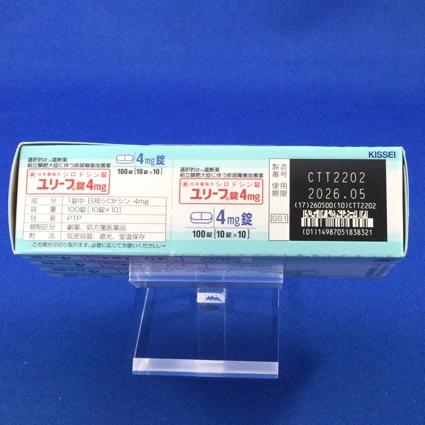 KISSEI
選択的α₁遮断薬
前立腺肥大症に伴う排尿障害改善薬
劇 日本薬局方 シロドシン錠
ユリーフ錠4mg
4mg錠
100錠[10錠×10]
成 分 1錠中 日局シロドシン 4mg
容 量 100錠[10錠×10]
包 装 PTP
規制区分 劇薬、処方箋医薬品
貯 法 気密容器、遮光、室温保存
選択的α₁遮断薬
前立腺肥大症に伴う排尿障害改善薬
劇 日本薬局方 シロドシン錠
ユリーフ錠4mg
4mg錠
100錠[10錠×10]
製造番号 CTT2202
使用期限 2026.05
(17)260500(10)CTT2202
GS1
(01)14987051838321